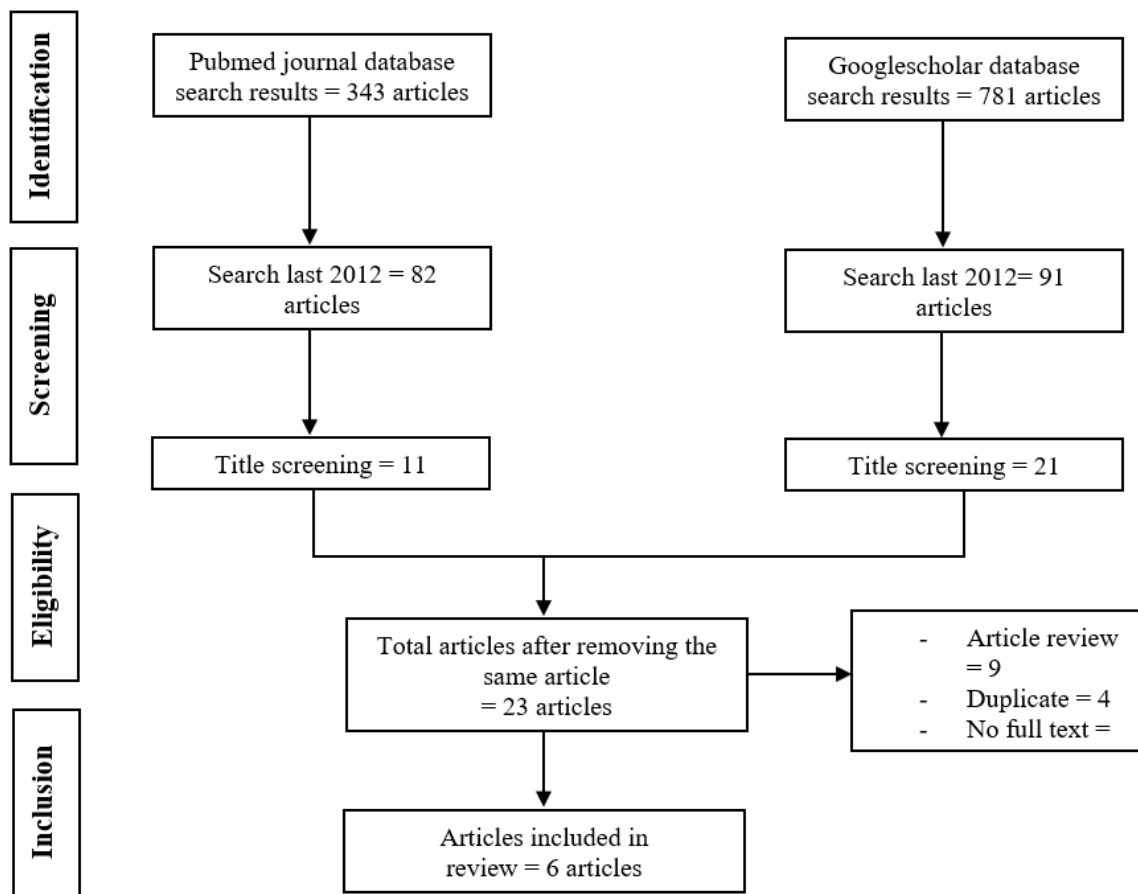 Identification
Pubmed journal database
search results = 343 articles
Googlescholar database
search results = 781 articles
Screening
Search last 2012 = 82
articles
Search last 2012= 91
articles
Title screening = 11
Title screening = 21
Eligibility
Total articles after removing the
same article
= 23 articles
- Article review
= 9
- Duplicate = 4
- No full text =
Inclusion
Articles included in
review = 6 articles